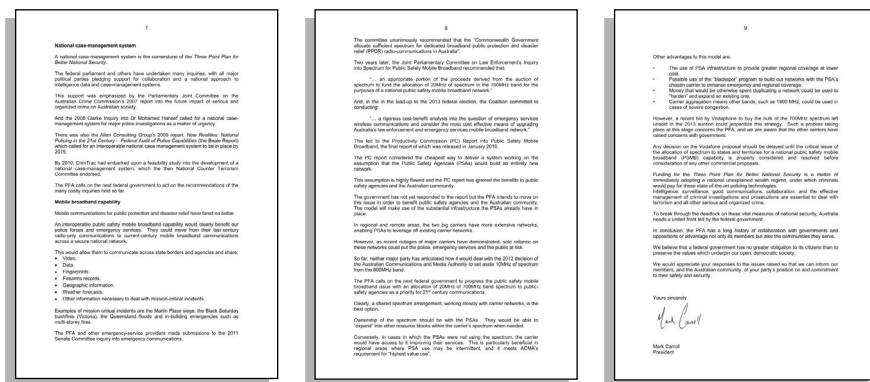 7
National case-management system
A national case-management system is the cornerstone of the Three Point Plan for
Better National Security.
The federal parliament and others have undertaken many inquiries, with all major
political parties pledging support for collaboration and a national approach to
intelligence data and case-management systems.
This support was emphasized by the Parliamentary Joint Committee on the
Australian Crime Commission's 2007 report into the future impact of serious and
organized crime on Australian society.
And the 2008 Clarke Inquiry into Dr Mohamed Haneef called for a national case-
management system for major police investigations as a matter of urgency.
There was also the Allen Consulting Group's 2009 report, New Realities: National
Policing in the 21st Century – Federal Audit of Police Capabilities (the Beale Report)
which called for an interoperable national case management system to be in place by
2015.
By 2010, CrimTrac had embarked upon a feasibility study into the development of a
national case-management system, which the then National Counter Terrorism
Committee endorsed.
The PFA calls on the next federal government to act on the recommendations of the
many costly inquiries held so far.
Mobile broadband capability
Mobile communications for public protection and disaster relief have fared no better.
An interoperable public safety mobile broadband capability would clearly benefit our
police forces and emergency services. They could move from their last-century
radio-only communications to current-century mobile broadband communications
across a secure national network.
This would allow them to communicate across state borders and agencies and share:
• Video.
• Data.
• Fingerprints.
• Firearms records.
• Geographic information.
• Weather forecasts.
• Other information necessary to deal with mission-critical incidents.
Examples of mission critical incidents are the Martin Place siege, the Black Saturday
bushfires (Victoria), the Queensland floods and in-building emergencies such as
multi-storey fires.
The PFA and other emergency-service providers made submissions to the 2011
Senate Committee inquiry into emergency communications.
8
The committee unanimously recommended that the "Commonwealth Government
allocate sufficient spectrum for dedicated broadband public protection and disaster
relief (PPDR) radio-communications in Australia".
Two years later, the Joint Parliamentary Committee on Law Enforcement's Inquiry
into Spectrum for Public Safety Mobile Broadband recommended that:
"… an appropriate portion of the proceeds derived from the auction of
spectrum to fund the allocation of 20MHz of spectrum in the 700MHz band for the
purposes of a national public safety mobile broadband network."
And, in the in the lead-up to the 2013 federal election, the Coalition committed to
conducting:
"… a rigorous cost-benefit analysis into the question of emergency services
wireless communications and consider the most cost effective means of upgrading
Australia's law enforcement and emergency services mobile broadband network."
This led to the Productivity Commission (PC) Report into Public Safety Mobile
Broadband, the final report of which was released in January 2016.
The PC report considered the cheapest way to deliver a system working on the
assumption that the Public Safety Agencies (PSAs) would build an entirely new
network.
This assumption is highly flawed and the PC report has ignored the benefits to public
safety agencies and the Australian community.
The government has not yet responded to the report but the PFA intends to move on
this issue in order to benefit public safety agencies and the Australian community.
The model will make use of the substantial infrastructure the PSAs already have in
place.
In regional and remote areas, the two big carriers have more extensive networks,
enabling PSAs to leverage off existing carrier networks.
However, as recent outages of major carriers have demonstrated, sole reliance on
these networks could put the police, emergency services and the public at risk.
So far, neither major party has articulated how it would deal with the 2012 decision of
the Australian Communications and Media Authority to set aside 10MHz of spectrum
from the 800MHz band.
The PFA calls on the next federal government to progress the public safety mobile
broadband issue with an allocation of 20MHz of 700MHz band spectrum to public-
safety agencies as a priority for 21st century communications.
Clearly, a shared spectrum arrangement, working closely with carrier networks, is the
best option.
Ownership of the spectrum should be with the PSAs. They would be able to
"expand" into other resource blocks within the carrier's spectrum when needed.
Conversely, in cases in which the PSAs were not using the spectrum, the carrier
would have access to it improving their services. This is particularly beneficial in
regional areas where PSA use may be intermittent, and it meets ACMA's
requirement for "highest value use".
9
Other advantages to this model are:
• The use of PSA infrastructure to provide greater regional coverage at lower
cost.
• Possible use of the "blackspot" program to build out networks with the PSA's
chosen carrier to enhance emergency and regional coverage.
• Money that would be otherwise spent duplicating a network could be used to
"harden" and expand an existing one.
• Carrier aggregation means other bands, such as 1800 MHz, could be used in
cases of severe congestion.
However, a recent bid by Vodaphone to buy the bulk of the 700MHz spectrum left
unsold in the 2013 auction could jeopardize this strategy. Such a process taking
place at this stage concerns the PFA, and we are aware that the other carriers have
raised concerns with government.
Any decision on the Vodafone proposal should be delayed until the critical issue of
the allocation of spectrum to states and territories for a national public safety mobile
broadband (PSMB) capability is properly considered and resolved before
consideration of any other commercial proposals.
Funding for the Three Point Plan for Better National Security is a matter of
immediately adopting a national unexplained wealth regime, under which criminals
would pay for these state-of-the-art policing technologies.
Intelligence, surveillance, good communications, collaboration, and the effective
management of criminal investigations and prosecutions are essential to deal with
terrorism and all other serious and organized crime.
To break through the deadlock on these vital measures of national security, Australia
needs a united front led by the federal government.
In conclusion, the PFA has a long history of collaboration with governments and
oppositions or advantage not only its members but also the communities they serve.
We believe that a federal government has no greater obligation to its citizens than to
preserve the values which underpin our open, democratic society.
We would appreciate your responses to the issues raised so that we can inform our
members, and the Australian community, of your party's position on and commitment
to their safety and security.
Yours sincerely
Mark Carroll
Mark Carroll
President